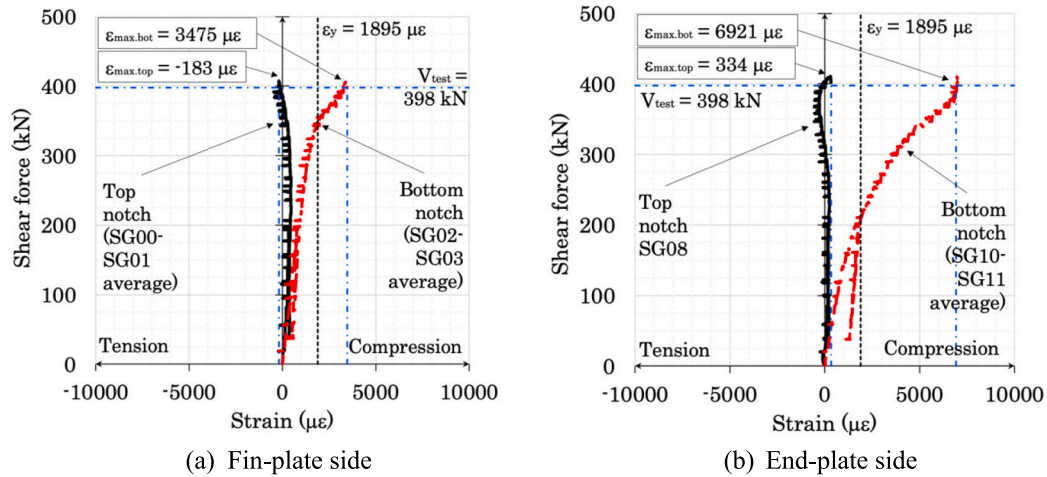 500
400
300
200
100
0
Shear force (kN)
εmax.bot = 3475 με
εmax.top = -183 με
εy = 1895 με
Vtest =
398 kN
Top
notch
(SG00-
SG01
average)
Bottom
notch
(SG02-
SG03
average)
Tension
Compression
-10000 -5000 0 5000 10000
Strain (με)
(a) Fin-plate side
500
400
300
200
100
0
Shear force (kN)
εmax.bot = 6921 με
εmax.top = 334 με
εy = 1895 με
Vtest = 398 kN
Top
notch
SG08
Bottom
notch
(SG10-
SG11
average)
Tension
Compression
-10000 -5000 0 5000 10000
Strain (με)
(b) End-plate side